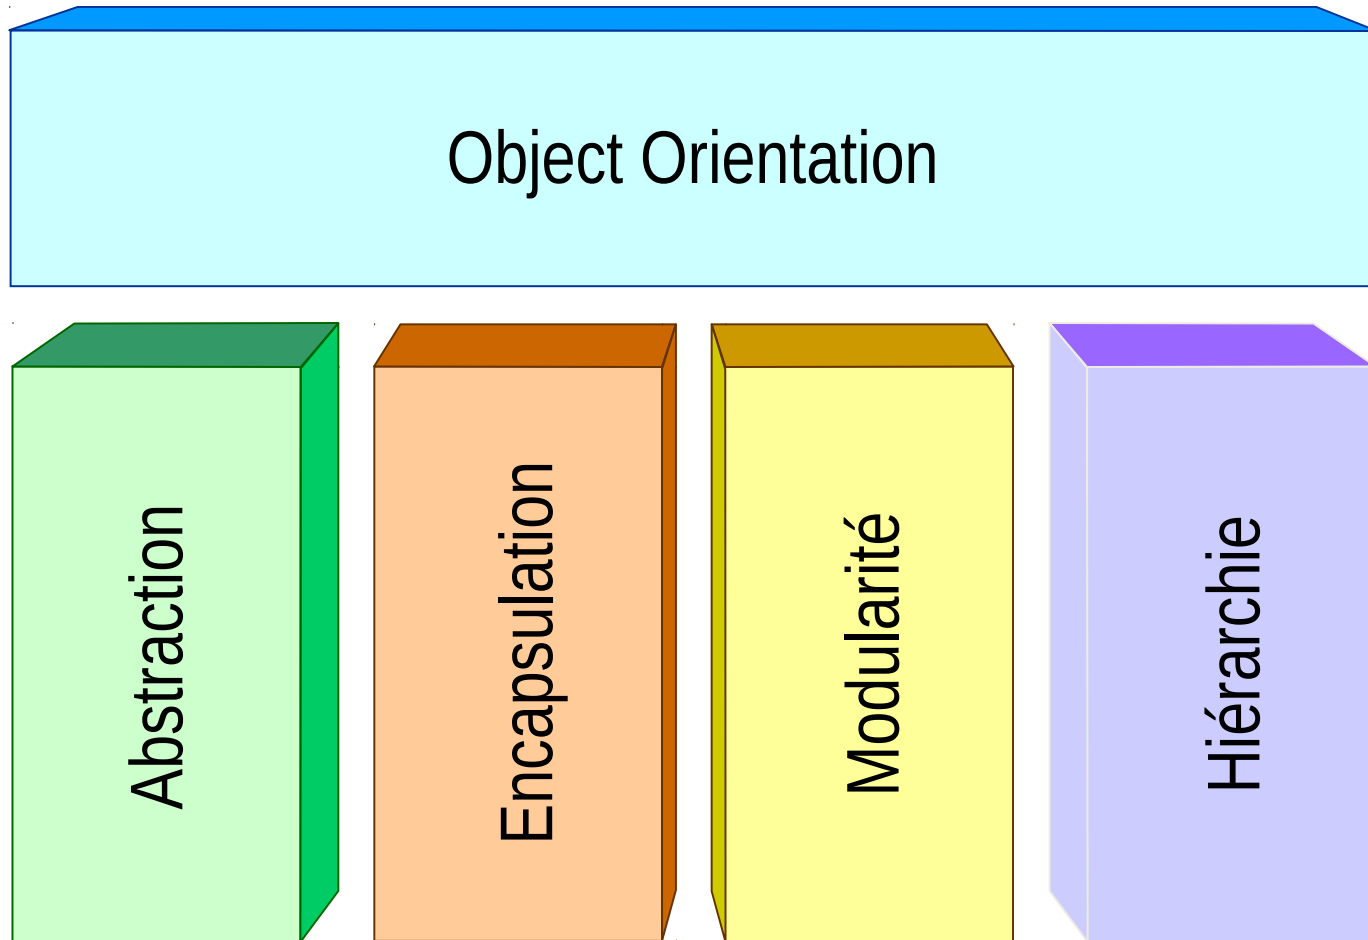 Object Orientation
Abstraction
Encapsulation
Modularité
Hiérarchie